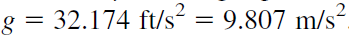 g = 32.174 ft/s² = 9.807 m/s².